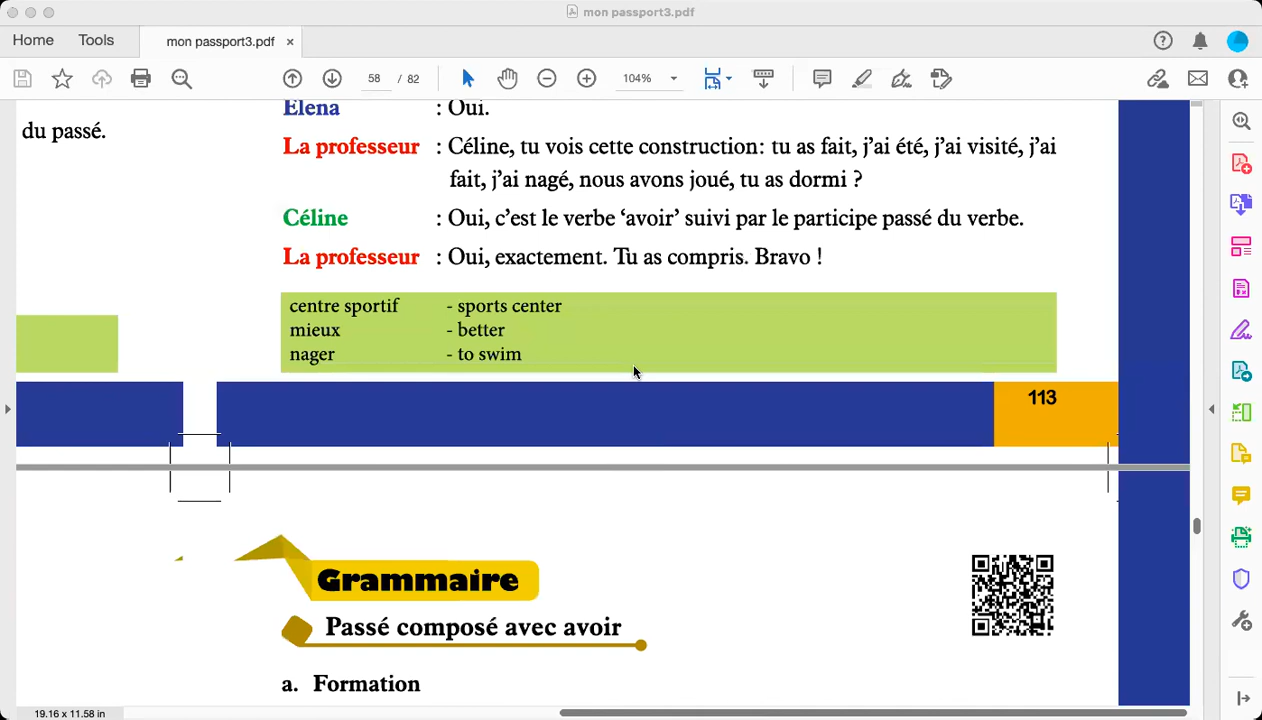 mon passport3.pdf
Home
Tools
mon passport3.pdf ×
58 / 82
104%
du passé.
Elena : Oui.
La professeur : Céline, tu vois cette construction: tu as fait, j'ai été, j'ai visité, j'ai
fait, j'ai nagé, nous avons joué, tu as dormi ?
Céline : Oui, c'est le verbe ‘avoir’ suivi par le participe passé du verbe.
La professeur : Oui, exactement. Tu as compris. Bravo !
centre sportif - sports center
mieux - better
nager - to swim
113
Grammaire
Passé composé avec avoir
a. Formation
19.16 x 11.58 in